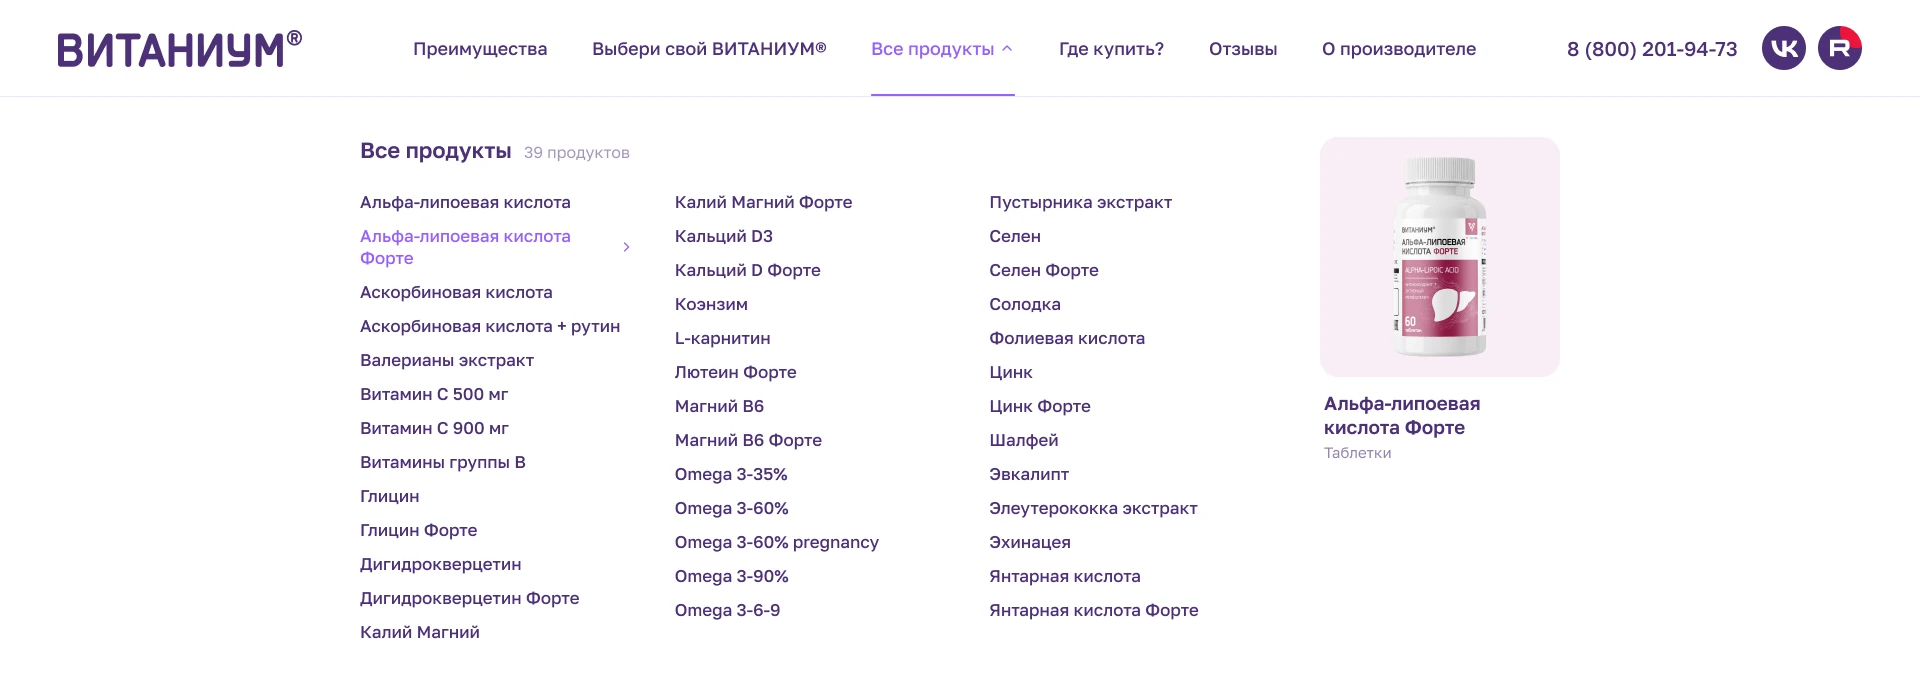 ВИТАНИУМ®
Преимущества
Выбери свой ВИТАНИУМ®
Все продукты
Где купить?
Отзывы
О производителе
8 (800) 201-94-73
Все продукты 39 продуктов
Альфа-липоевая кислота
Альфа-липоевая кислота
Форте
Аскорбиновая кислота
Аскорбиновая кислота + рутин
Валерианы экстракт
Витамин С 500 мг
Витамин С 900 мг
Витамины группы В
Глицин
Глицин Форте
Дигидрокверцетин
Дигидрокверцетин Форте
Калий Магний
Калий Магний Форте
Кальций D3
Кальций D Форте
Коэнзим
L-карнитин
Лютеин Форте
Магний В6
Магний В6 Форте
Omega 3-35%
Omega 3-60%
Omega 3-60% pregnancy
Omega 3-90%
Omega 3-6-9
Пустырника экстракт
Селен
Селен Форте
Солодка
Фолиевая кислота
Цинк
Цинк Форте
Шалфей
Эвкалипт
Элеутерококка экстракт
Эхинацея
Янтарная кислота
Янтарная кислота Форте
ВИТАНИУМ®
АЛЬФА-ЛИПОЕВАЯ
КИСЛОТА ФОРТЕ
ALPHA-LIPOIC ACID
60
таблеток
Альфа-липоевая
кислота Форте
Таблетки